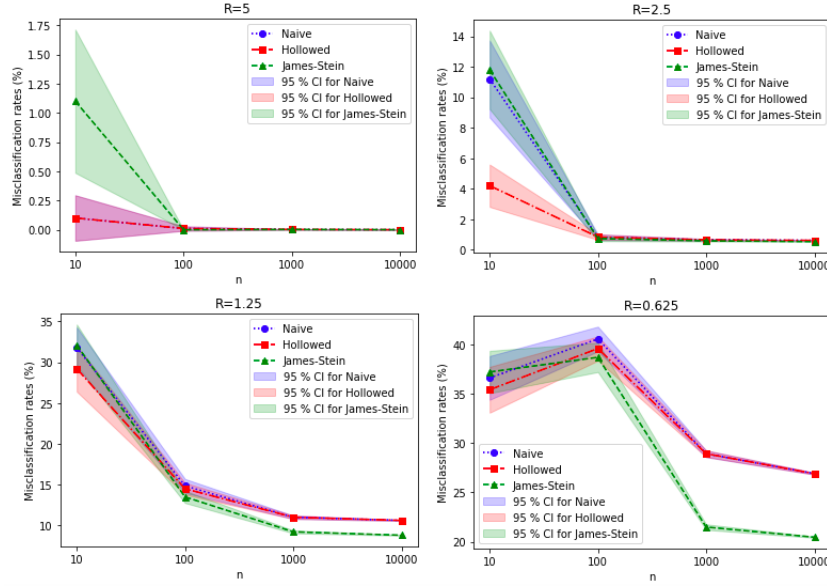 R=5
Misclassification rates (%)
1.75
1.50
1.25
1.00
0.75
0.50
0.25
0.00
10
100
1000
10000
n
Naive
Hollowed
James-Stein
95 % CI for Naive
95 % CI for Hollowed
95 % CI for James-Stein
R=2.5
Misclassification rates (%)
14
12
10
8
6
4
2
0
10
100
1000
10000
n
Naive
Hollowed
James-Stein
95 % CI for Naive
95 % CI for Hollowed
95 % CI for James-Stein
R=1.25
Misclassification rates (%)
35
30
25
20
15
10
10
100
1000
10000
n
Naive
Hollowed
James-Stein
95 % CI for Naive
95 % CI for Hollowed
95 % CI for James-Stein
R=0.625
Misclassification rates (%)
40
35
30
25
20
10
100
1000
10000
n
Naive
Hollowed
James-Stein
95 % CI for Naive
95 % CI for Hollowed
95 % CI for James-Stein